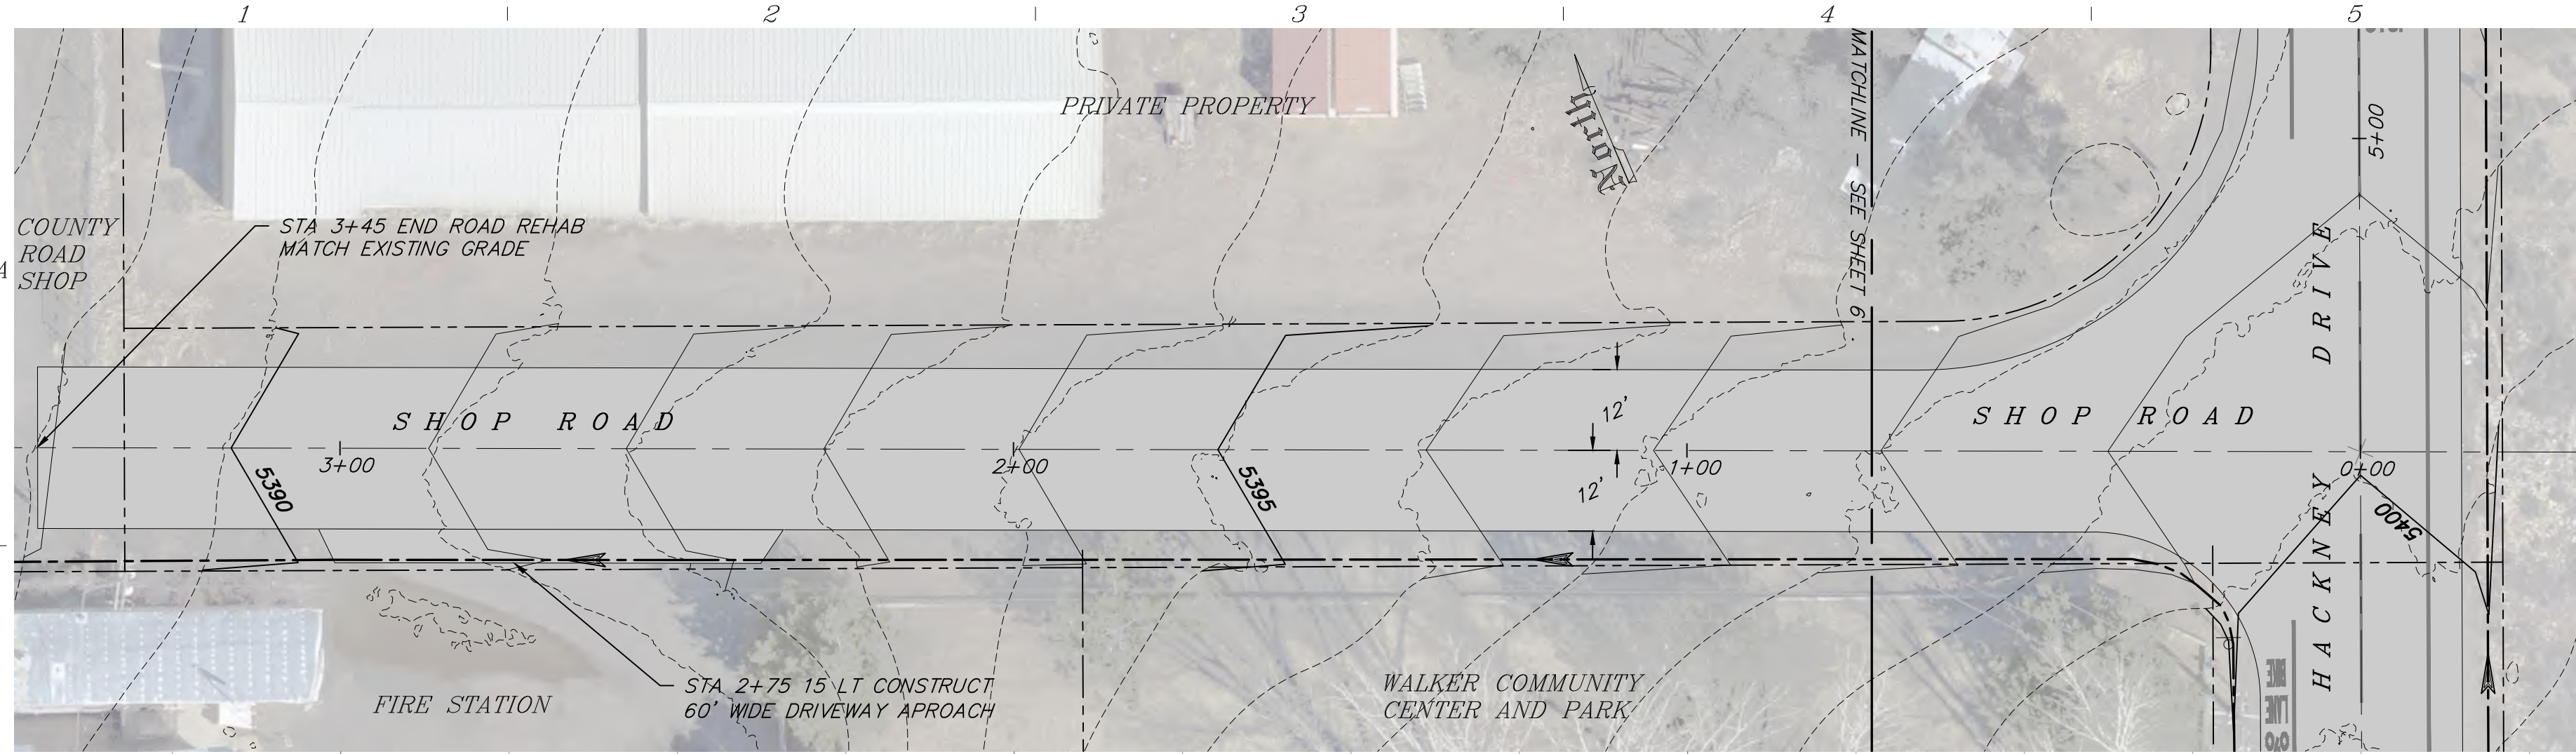 1 2 3 4 5
A
COUNTY
ROAD
SHOP
STA 3+45 END ROAD REHAB
MATCH EXISTING GRADE
PRIVATE PROPERTY
North
MATCHLINE - SEE SHEET 6
5+00
SHOP ROAD
12'
12'
SHOP ROAD
HACKNEY DRIVE
3+00
2+00
1+00
0+00
5390
5395
5400
FIRE STATION
STA 2+75 15 LT CONSTRUCT
60' WIDE DRIVEWAY APROACH
WALKER COMMUNITY
CENTER AND PARK
BIKE